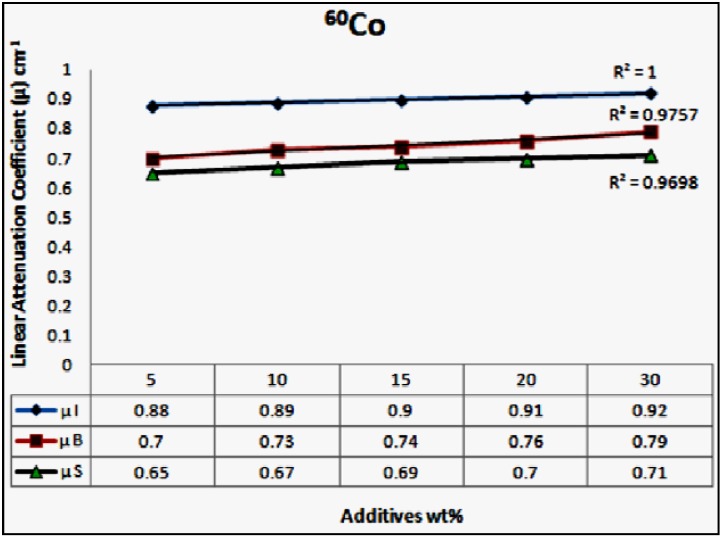 ⁶⁰Co
Linear Attenuation Coefficient (μ) cm⁻¹
1
0.9
0.8
0.7
0.6
0.5
0.4
0.3
0.2
0.1
0
R² = 1
R² = 0.9757
R² = 0.9698
5 10 15 20 30
μ I 0.88 0.89 0.9 0.91 0.92
μ B 0.7 0.73 0.74 0.76 0.79
μ S 0.65 0.67 0.69 0.7 0.71
Additives wt%